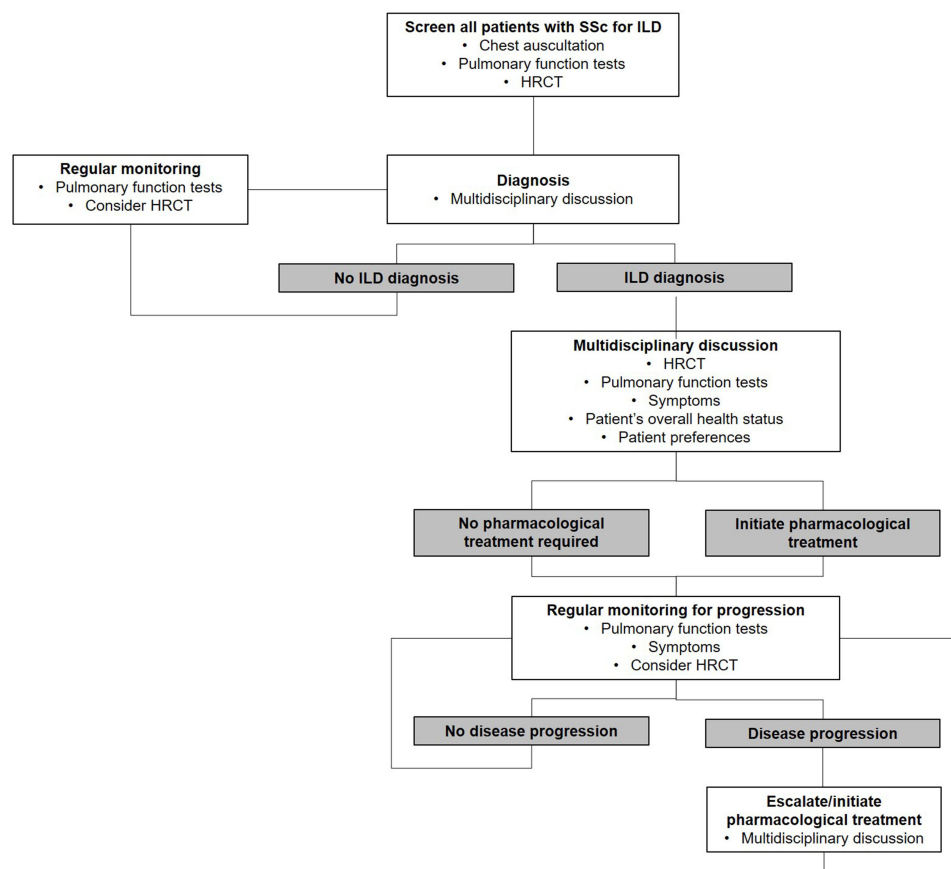 Screen all patients with SSc for ILD
• Chest auscultation
• Pulmonary function tests
• HRCT
Regular monitoring
• Pulmonary function tests
• Consider HRCT
Diagnosis
• Multidisciplinary discussion
No ILD diagnosis
ILD diagnosis
Multidisciplinary discussion
• HRCT
• Pulmonary function tests
• Symptoms
• Patient's overall health status
• Patient preferences
No pharmacological
treatment required
Initiate pharmacological
treatment
Regular monitoring for progression
• Pulmonary function tests
• Symptoms
• Consider HRCT
No disease progression
Disease progression
Escalate/initiate
pharmacological treatment
• Multidisciplinary discussion